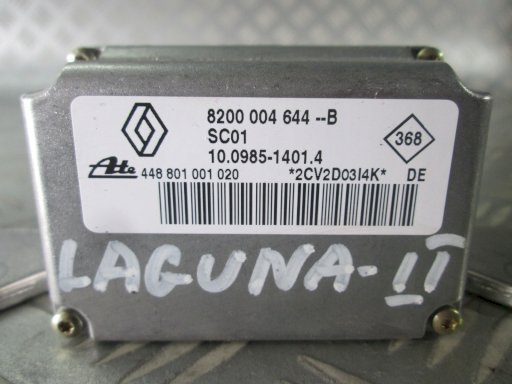 8200 004 644 --B
SC01
368
10.0985-1401.4
Ate 448 801 001 020 *2CV2D03I4K* DE
LAGUNA-II